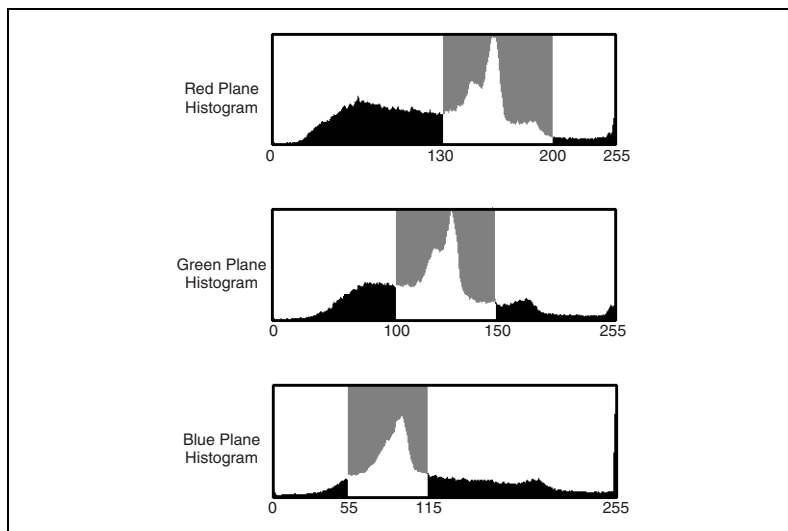 Red Plane
Histogram
0 130 200 255
Green Plane
Histogram
0 100 150 255
Blue Plane
Histogram
0 55 115 255